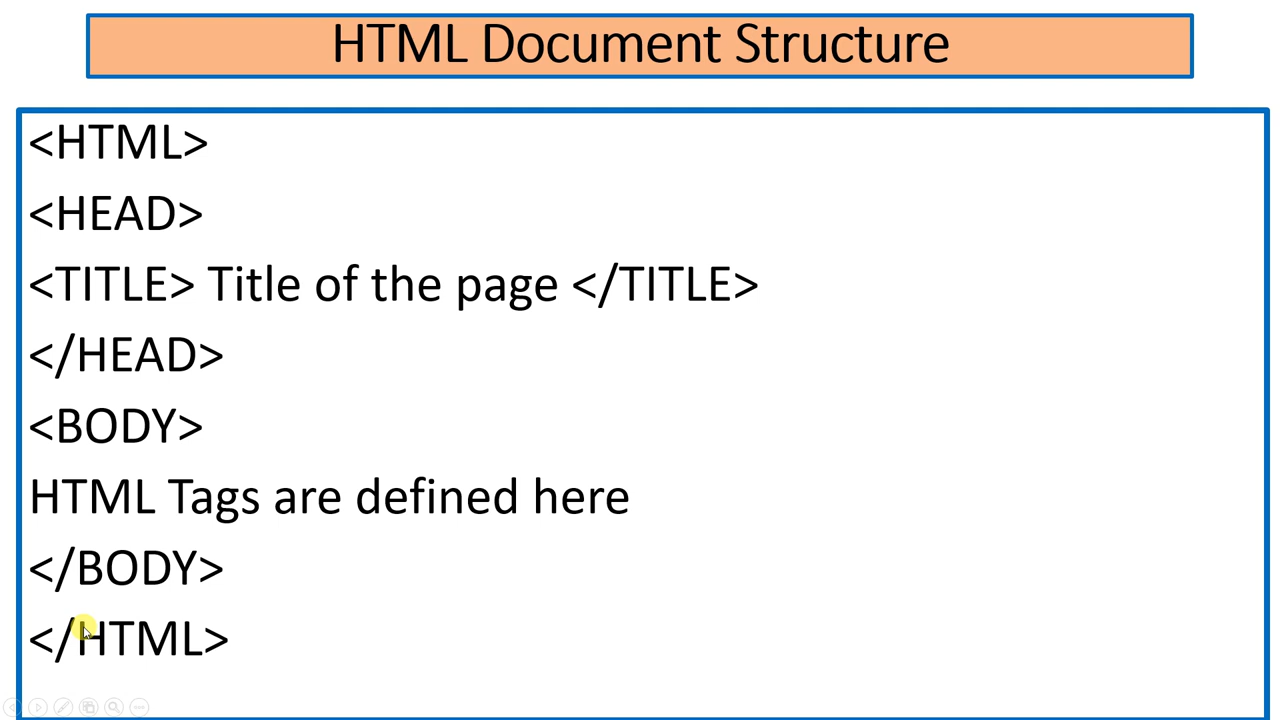 HTML Document Structure
<HTML>
<HEAD>
<TITLE> Title of the page </TITLE>
</HEAD>
<BODY>
HTML Tags are defined here
</BODY>
</HTML>